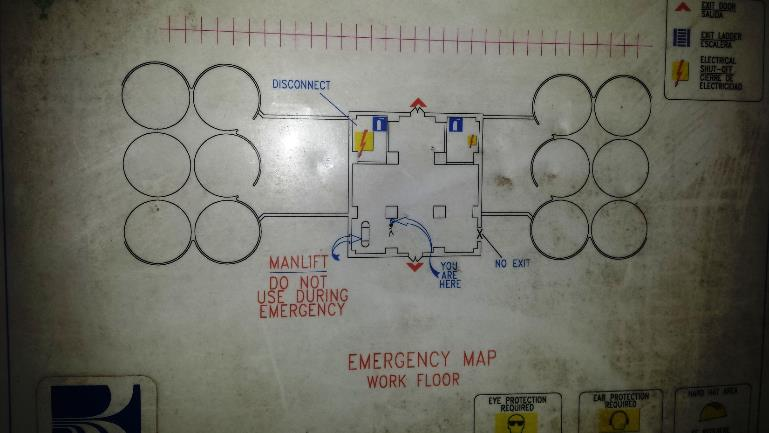 EXIT DOOR
SALIDA
EXIT LADDER
ESCALERA
ELECTRICAL
SHUT-OFF
CIERRE DE
ELECTRICIDAD
DISCONNECT
MANLIFT
DO NOT
USE DURING
EMERGENCY
YOU
ARE
HERE
NO EXIT
EMERGENCY MAP
WORK FLOOR
EYE PROTECTION
REQUIRED
EAR PROTECTION
REQUIRED
HARD HAT AREA